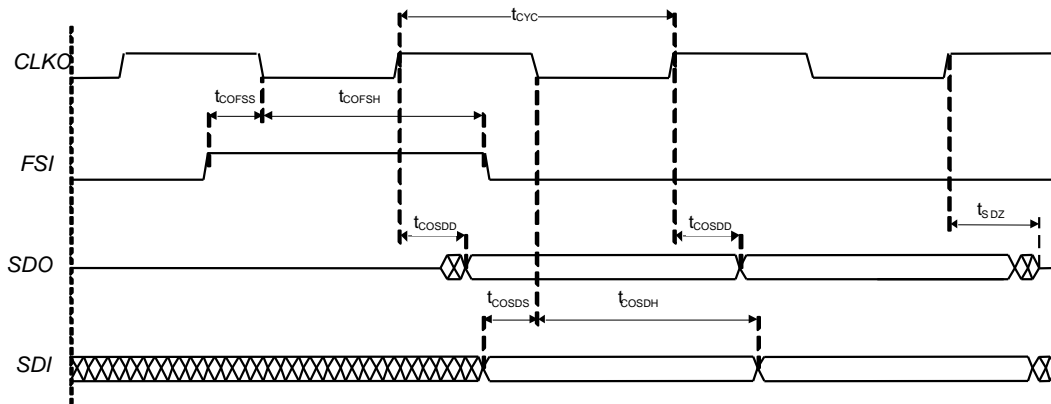 tCYC
CLKO
tCOFSS
tCOFSH
FSI
tSDZ
tCOSDD
tCOSDD
SDO
tCOSDS
tCOSDH
SDI